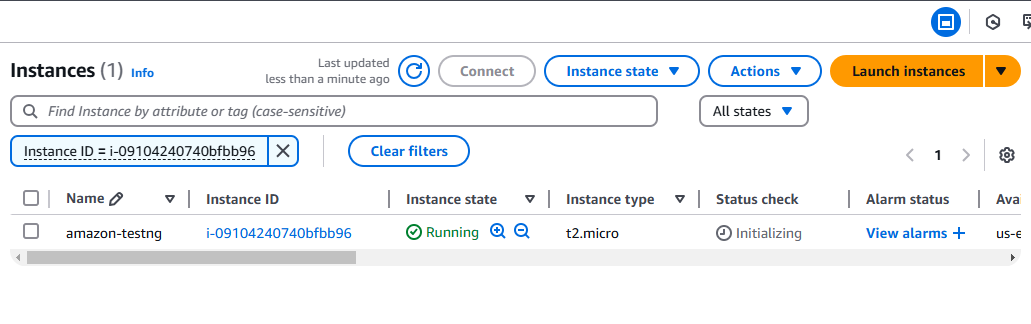 Instances (1) Info
Last updated
less than a minute ago
Connect
Instance state
Actions
Launch instances
Find Instance by attribute or tag (case-sensitive)
All states
Instance ID = i-09104240740bfbb96
Clear filters
1
Name Instance ID Instance state Instance type Status check Alarm status Avai
amazon-testng i-09104240740bfbb96 Running t2.micro Initializing View alarms + us-e